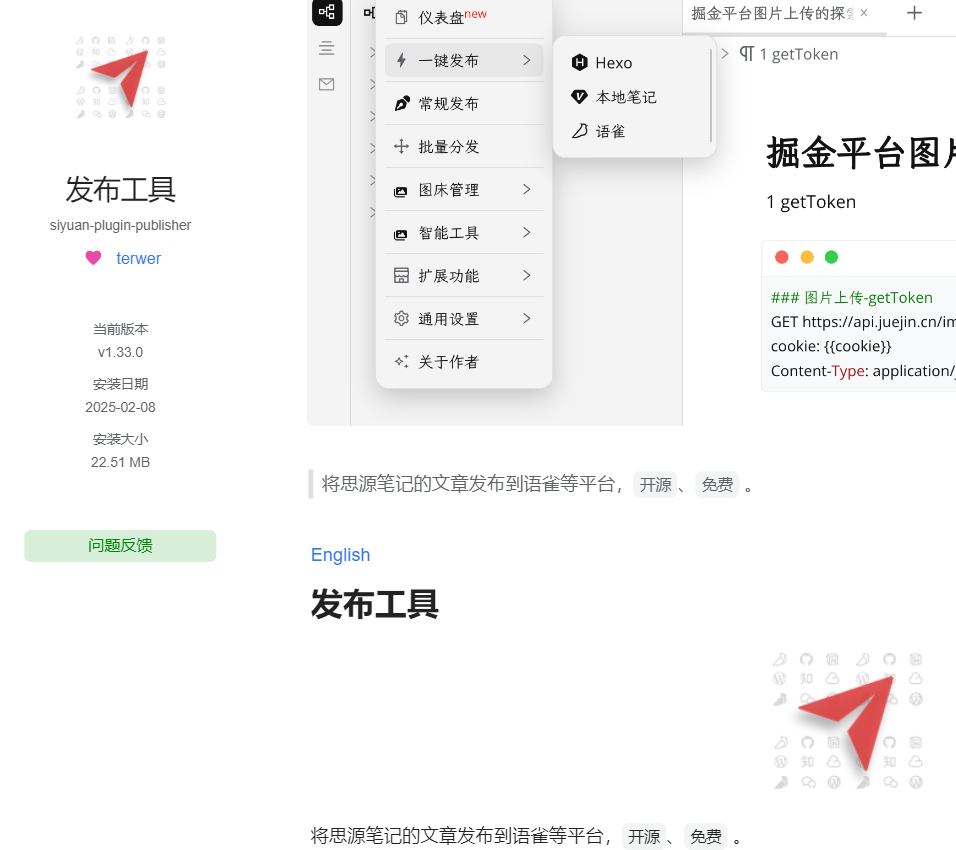 发布工具
siyuan-plugin-publisher
terwer
当前版本
v1.33.0
安装日期
2025-02-08
安装大小
22.51 MB
问题反馈
仪表盘new
一键发布
常规发布
批量分发
图床管理
智能工具
扩展功能
通用设置
关于作者
Hexo
本地笔记
语雀
掘金平台图片上传的探
1 getToken
掘金平台图片
1 getToken
### 图片上传-getToken
GET https://api.juejin.cn/im
cookie: {{cookie}}
Content-Type: application/j
将思源笔记的文章发布到语雀等平台，开源、免费。
English
发布工具
将思源笔记的文章发布到语雀等平台，开源、免费。